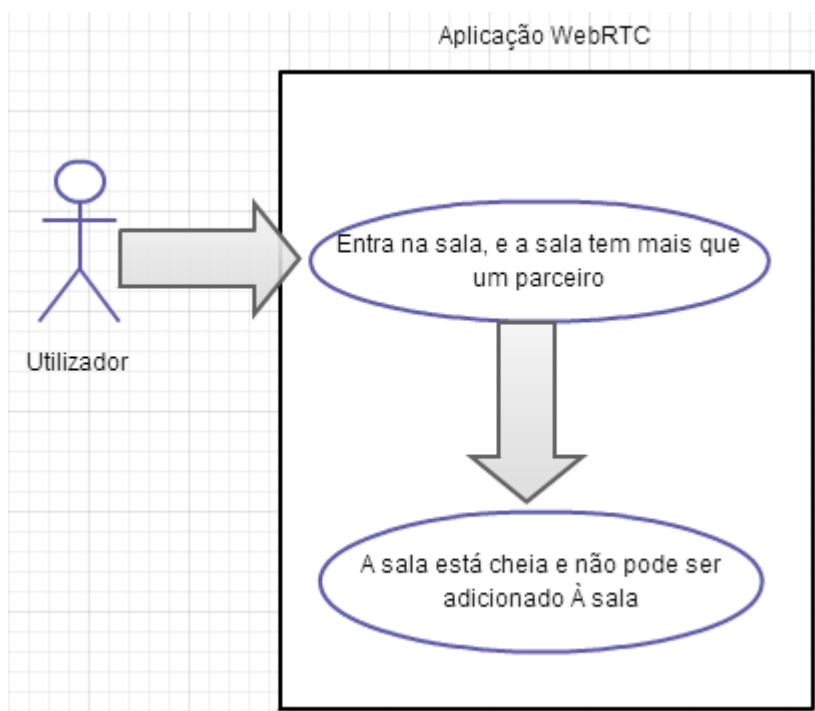 Aplicação WebRTC
Entra na sala, e a sala tem mais que
um parceiro
Utilizador
A sala está cheia e não pode ser
adicionado À sala